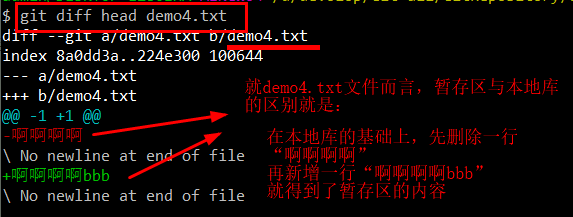 $ git diff head demo4.txt
diff --git a/demo4.txt b/demo4.txt
index 8a0dd3a..224e300 100644
--- a/demo4.txt
+++ b/demo4.txt
@@ -1 +1 @@
-啊啊啊啊
\ No newline at end of file
+啊啊啊啊bbb
\ No newline at end of file
就demo4.txt文件而言，暂存区与本地库
的区别就是：
在本地库的基础上，先删除一行
“啊啊啊啊”
再新增一行“啊啊啊啊bbb”
就得到了暂存区的内容